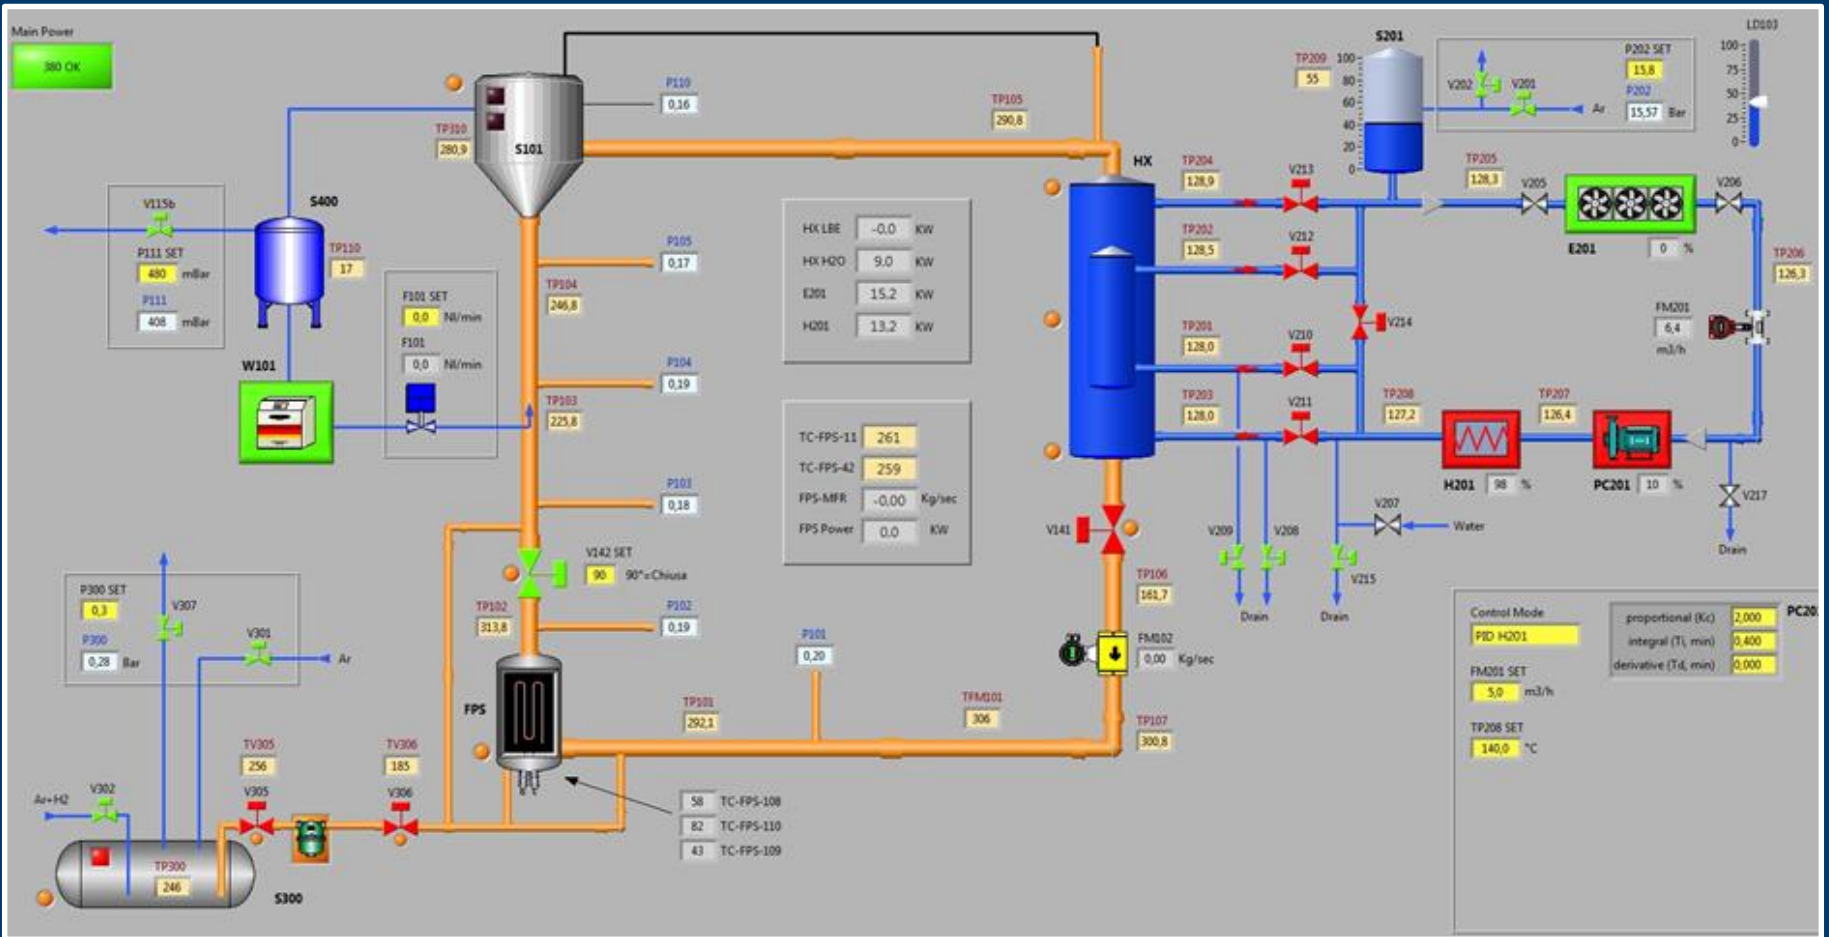 Main Power
380 OK
P110
0,16
TP310
280,9
S101
TP105
290,8
HX
S400
V115b
P111 SET
480 mBar
P111
408 mBar
TP110
17
F101 SET
0,0 Nl/min
F101
0,0 Nl/min
W101
P105
0,17
TP104
246,8
P104
0,19
TP103
225,8
P103
0,18
V142 SET
90 90°=Chiusa
TP102
313,8
P102
0,19
HX LBE -0.0 KW
HX H2O 9.0 KW
E201 15.2 KW
H201 13.2 KW
TC-FPS-11 261
TC-FPS-42 259
FPS-MFR -0.00 Kg/sec
FPS Power 0.0 KW
S201
TP209
55
100
80
60
40
20
0
P202 SET
15,8
P202
15,57 Bar
V202
V201
Ar
LD103
100
75
50
25
0
TP204
128,9
V213
TP205
128,3
V205
V206
E201
0 %
TP202
128,5
V212
TP206
126,3
V214
FM201
6,4
m3/h
TP201
128,0
V210
TP203
128,0
V211
TP208
127,2
TP207
126,4
H201 98 %
PC201 10 %
V217
Drain
V207
Water
V209
V208
V215
Drain
Drain
V141
TP106
161,7
FM102
0,00 Kg/sec
TP107
300,8
P101
0,20
TP101
292,1
TFM101
306
FPS
58 TC-FPS-108
82 TC-FPS-110
43 TC-FPS-109
P300 SET
0,3
P300
0,28 Bar
V307
V301
Ar
TV305
256
TV306
185
V305
V306
Ar+H2
V302
TP300
246
S300
Control Mode
PID H201
FM201 SET
5,0 m3/h
TP208 SET
140,0 °C
proportional (Kc) 2,000
integral (Ti, min) 0,400
derivative (Td, min) 0,000